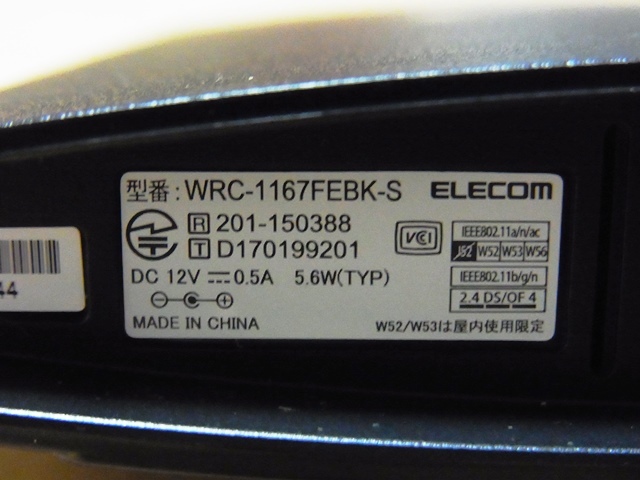 型番: WRC-1167FEBK-S ELECOM
R 201-150388
T D170199201
VCCI
IEEE802.11a/n/ac
J52 W52 W53 W56
IEEE802.11b/g/n
2.4 DS/OF 4
DC 12V 0.5A 5.6W(TYP)
MADE IN CHINA
W52/W53は屋内使用限定
44